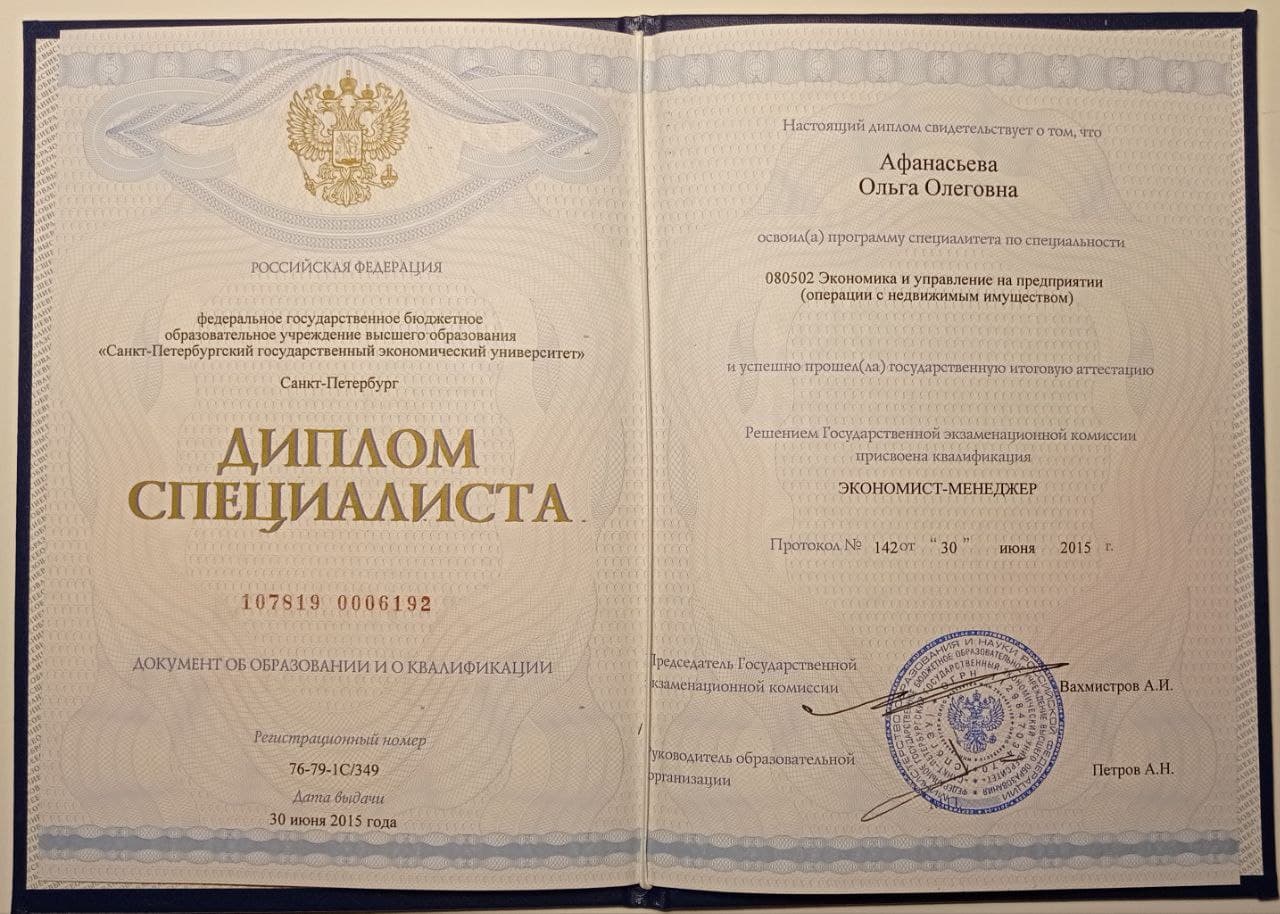 РОССИЙСКАЯ ФЕДЕРАЦИЯ
федеральное государственное бюджетное
образовательное учреждение высшего образования
«Санкт-Петербургский государственный экономический университет»
Санкт-Петербург
ДИПЛОМ
СПЕЦИАЛИСТА
107819 0006192
ДОКУМЕНТ ОБ ОБРАЗОВАНИИ И О КВАЛИФИКАЦИИ
Регистрационный номер
76-79-1С/349
Дата выдачи
30 июня 2015 года
Настоящий диплом свидетельствует о том, что
Афанасьева
Ольга Олеговна
освоил(а) программу специалитета по специальности
080502 Экономика и управление на предприятии
(операции с недвижимым имуществом)
и успешно прошел(ла) государственную итоговую аттестацию
Решением Государственной экзаменационной комиссии
присвоена квалификация
ЭКОНОМИСТ-МЕНЕДЖЕР
Протокол № 142 от "30" июня 2015 г.
Председатель Государственной
кзаменационной комиссии
Вахмистров А.И.
уководитель образовательной
рганизации
Петров А.Н.